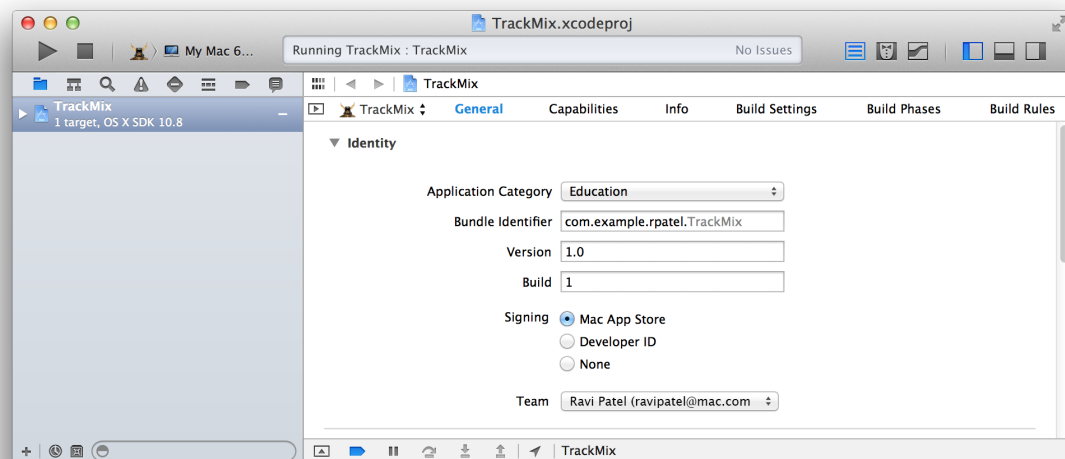 TrackMix.xcodeproj
My Mac 6...
Running TrackMix : TrackMix
No Issues
TrackMix
1 target, OS X SDK 10.8
TrackMix
TrackMix
General
Capabilities
Info
Build Settings
Build Phases
Build Rules
Identity
Application Category
Education
Bundle Identifier
com.example.rpatel.TrackMix
Version
1.0
Build
1
Signing
Mac App Store
Developer ID
None
Team
Ravi Patel (ravipatel@mac.com
TrackMix